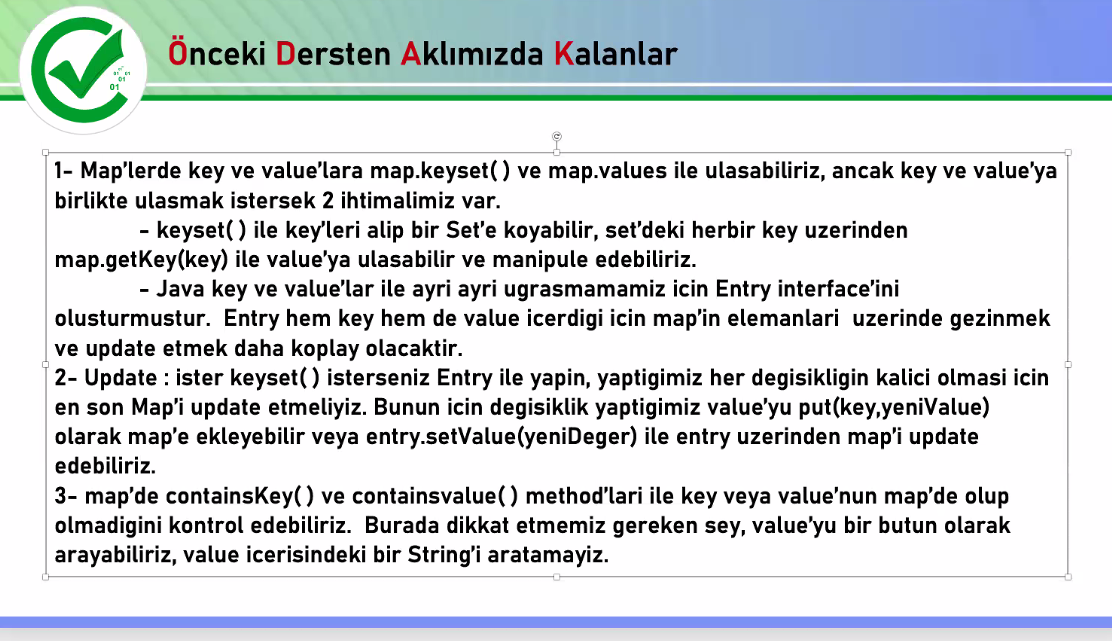 Önceki Dersten Aklımızda Kalanlar
01 01
01
01
1- Map'lerde key ve value'lara map.keyset( ) ve map.values ile ulasabiliriz, ancak key ve value'ya
birlikte ulasmak istersek 2 ihtimalimiz var.
- keyset( ) ile key'leri alip bir Set'e koyabilir, set'deki herbir key uzerinden
map.getKey(key) ile value'ya ulasabilir ve manipule edebiliriz.
- Java key ve value'lar ile ayri ayri ugrasmamamiz icin Entry interface'ini
olusturmustur. Entry hem key hem de value icerdigi icin map'in elemanlari uzerinde gezinmek
ve update etmek daha koplay olacaktir.
2- Update : ister keyset( ) isterseniz Entry ile yapin, yaptigimiz her degisikligin kalici olmasi icin
en son Map'i update etmeliyiz. Bunun icin degisiklik yaptigimiz value'yu put(key,yeniValue)
olarak map'e ekleyebilir veya entry.setValue(yeniDeger) ile entry uzerinden map'i update
edebiliriz.
3- map'de containsKey( ) ve containsvalue( ) method'lari ile key veya value'nun map'de olup
olmadigini kontrol edebiliriz. Burada dikkat etmemiz gereken sey, value'yu bir butun olarak
arayabiliriz, value icerisindeki bir String'i aratamayiz.